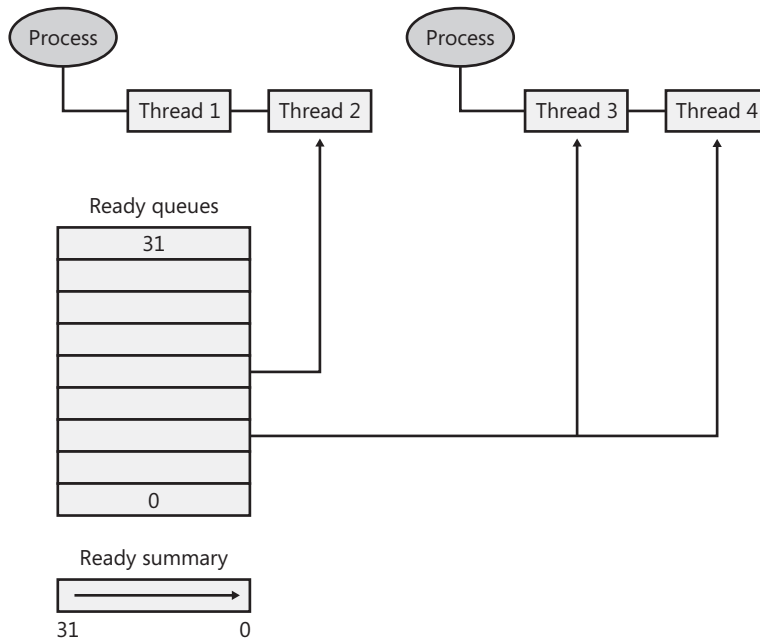 Process
Process
Thread 1
Thread 2
Thread 3
Thread 4
Ready queues
31
0
Ready summary
31
0